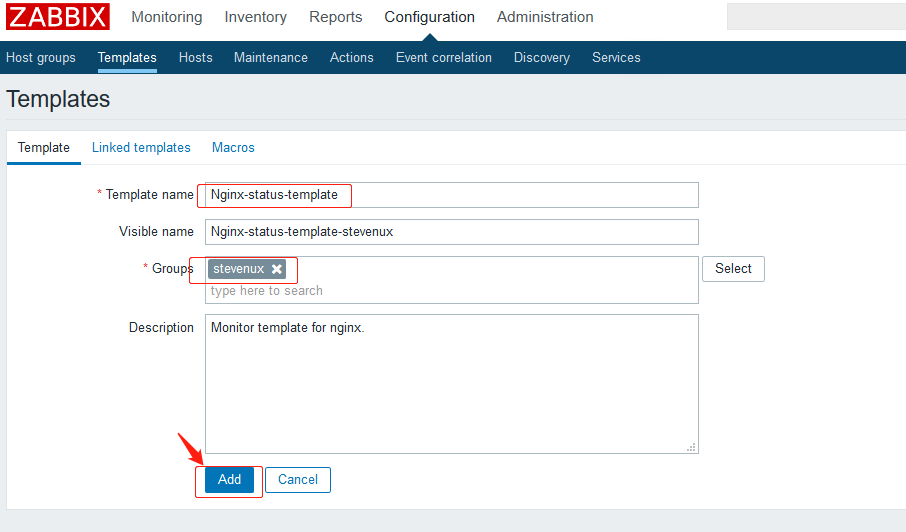 ZABBIX Monitoring Inventory Reports Configuration Administration
Host groups Templates Hosts Maintenance Actions Event correlation Discovery Services
Templates
Template Linked templates Macros
* Template name Nginx-status-template
Visible name Nginx-status-template-stevenux
* Groups stevenux Select
type here to search
Description Monitor template for nginx.
Add Cancel